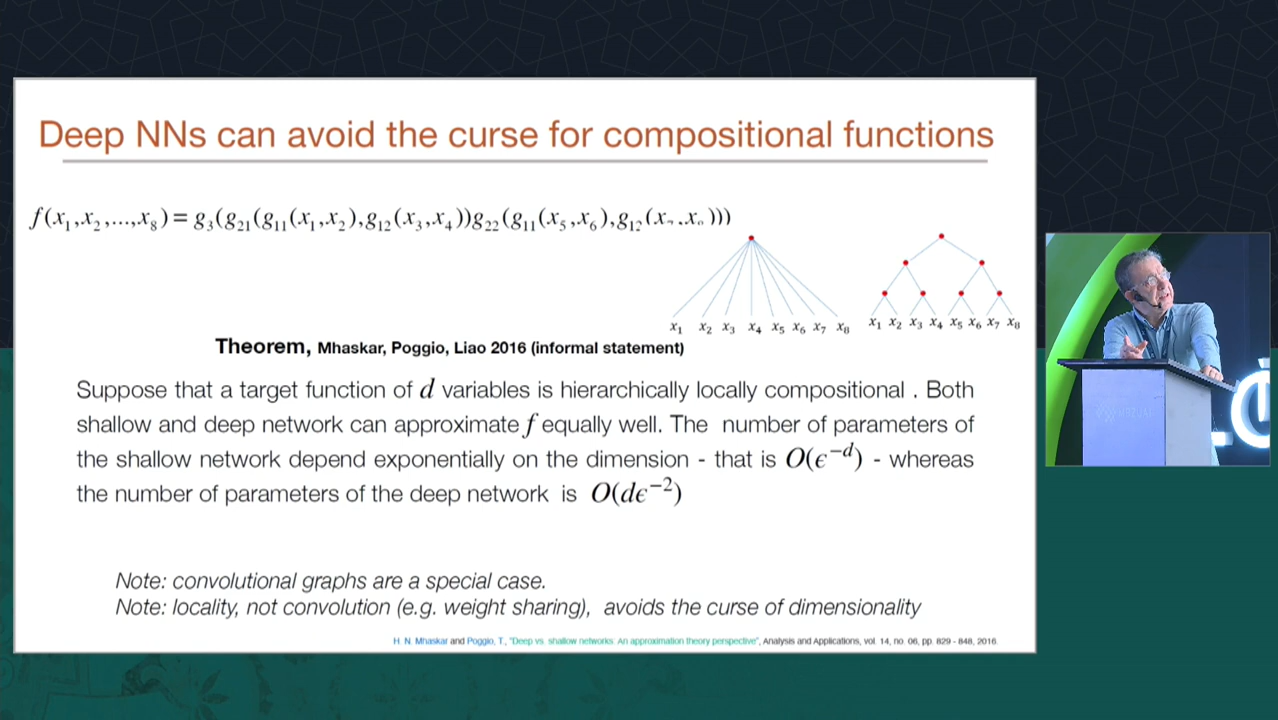 Deep NNs can avoid the curse for compositional functions
f(x₁,x₂,...,x₈) = g₃(g₂₁(g₁₁(x₁,x₂),g₁₂(x₃,x₄))g₂₂(g₁₁(x₅,x₆),g₁₂(x₇,x₈)))
x₁ x₂ x₃ x₄ x₅ x₆ x₇ x₈
x₁ x₂ x₃ x₄ x₅ x₆ x₇ x₈
Theorem, Mhaskar, Poggio, Liao 2016 (informal statement)
Suppose that a target function of d variables is hierarchically locally compositional . Both
shallow and deep network can approximate f equally well. The number of parameters of
the shallow network depend exponentially on the dimension - that is O(ϵ⁻ᵈ) - whereas
the number of parameters of the deep network is O(dϵ⁻²)
Note: convolutional graphs are a special case.
Note: locality, not convolution (e.g. weight sharing), avoids the curse of dimensionality
H. N. Mhaskar and Poggio, T., "Deep vs. shallow networks: An approximation theory perspective", Analysis and Applications, vol. 14, no. 06, pp. 829 - 848, 2016.